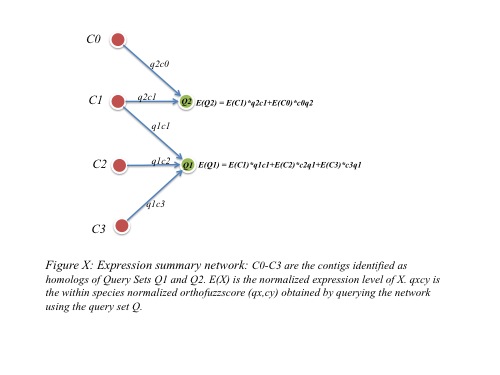 C0
q2c0
C1
q2c1
Q2
E(Q2) = E(C1)*q2c1+E(C0)*c0q2
q1c1
C2
q1c2
Q1
E(Q1) = E(C1)*q1c1+E(C2)*c2q1+E(C3)*c3q1
q1c3
C3
Figure X: Expression summary network: C0-C3 are the contigs identified as
homologs of Query Sets Q1 and Q2. E(X) is the normalized expression level of X. qxcy is
the within species normalized orthofuzzscore (qx,cy) obtained by querying the network
using the query set Q.